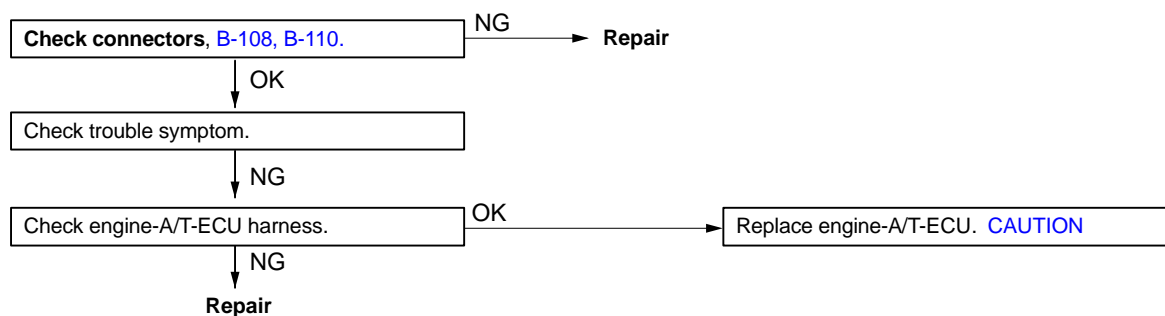 Check connectors, B-108, B-110.
NG
Repair
OK
Check trouble symptom.
NG
Check engine-A/T-ECU harness.
OK
Replace engine-A/T-ECU. CAUTION
NG
Repair